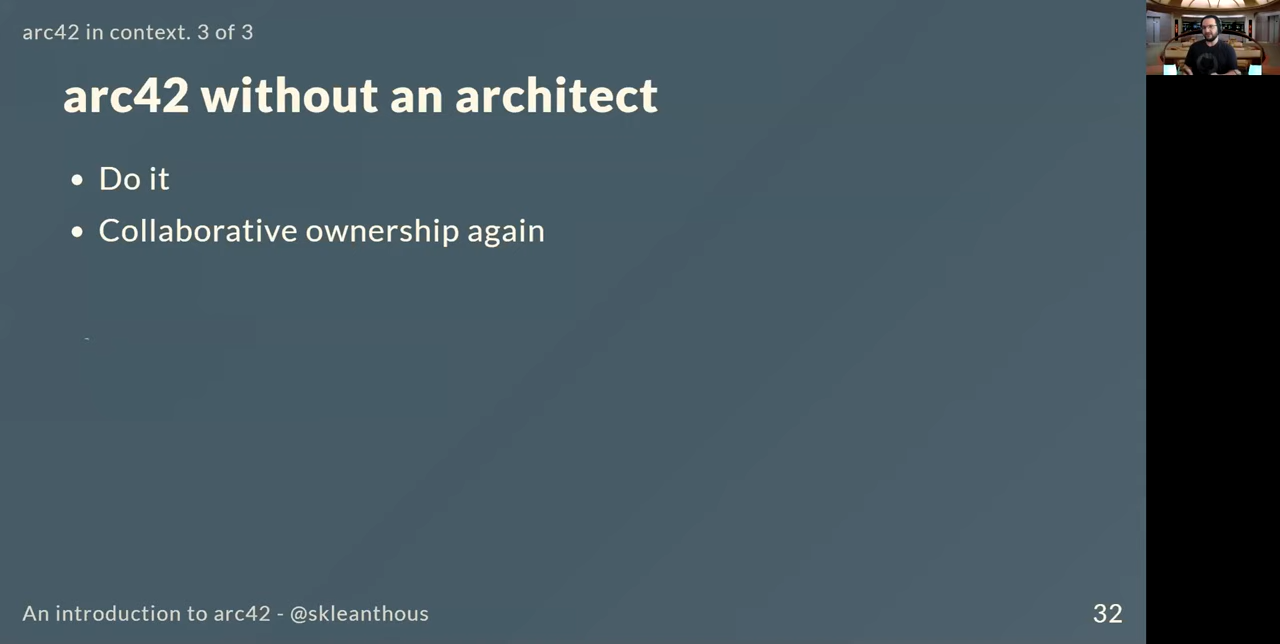 arc42 in context. 3 of 3
arc42 without an architect
• Do it
• Collaborative ownership again
An introduction to arc42 - @skleanthous
32